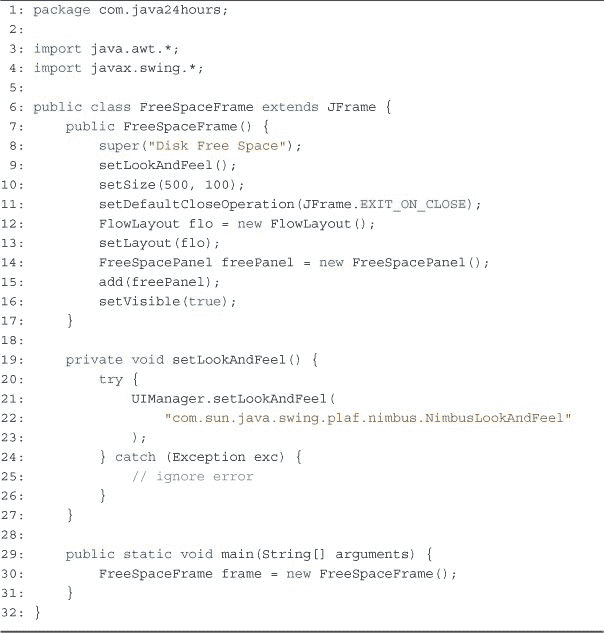 1: package com.java24hours;
2:
3: import java.awt.*;
4: import javax.swing.*;
5:
6: public class FreeSpaceFrame extends JFrame {
7:     public FreeSpaceFrame() {
8:         super("Disk Free Space");
9:         setLookAndFeel();
10:         setSize(500, 100);
11:         setDefaultCloseOperation(JFrame.EXIT_ON_CLOSE);
12:         FlowLayout flo = new FlowLayout();
13:         setLayout(flo);
14:         FreeSpacePanel freePanel = new FreeSpacePanel();
15:         add(freePanel);
16:         setVisible(true);
17:     }
18:
19:     private void setLookAndFeel() {
20:         try {
21:             UIManager.setLookAndFeel(
22:                 "com.sun.java.swing.plaf.nimbus.NimbusLookAndFeel"
23:             );
24:         } catch (Exception exc) {
25:             // ignore error
26:         }
27:     }
28:
29:     public static void main(String[] arguments) {
30:         FreeSpaceFrame frame = new FreeSpaceFrame();
31:     }
32: }